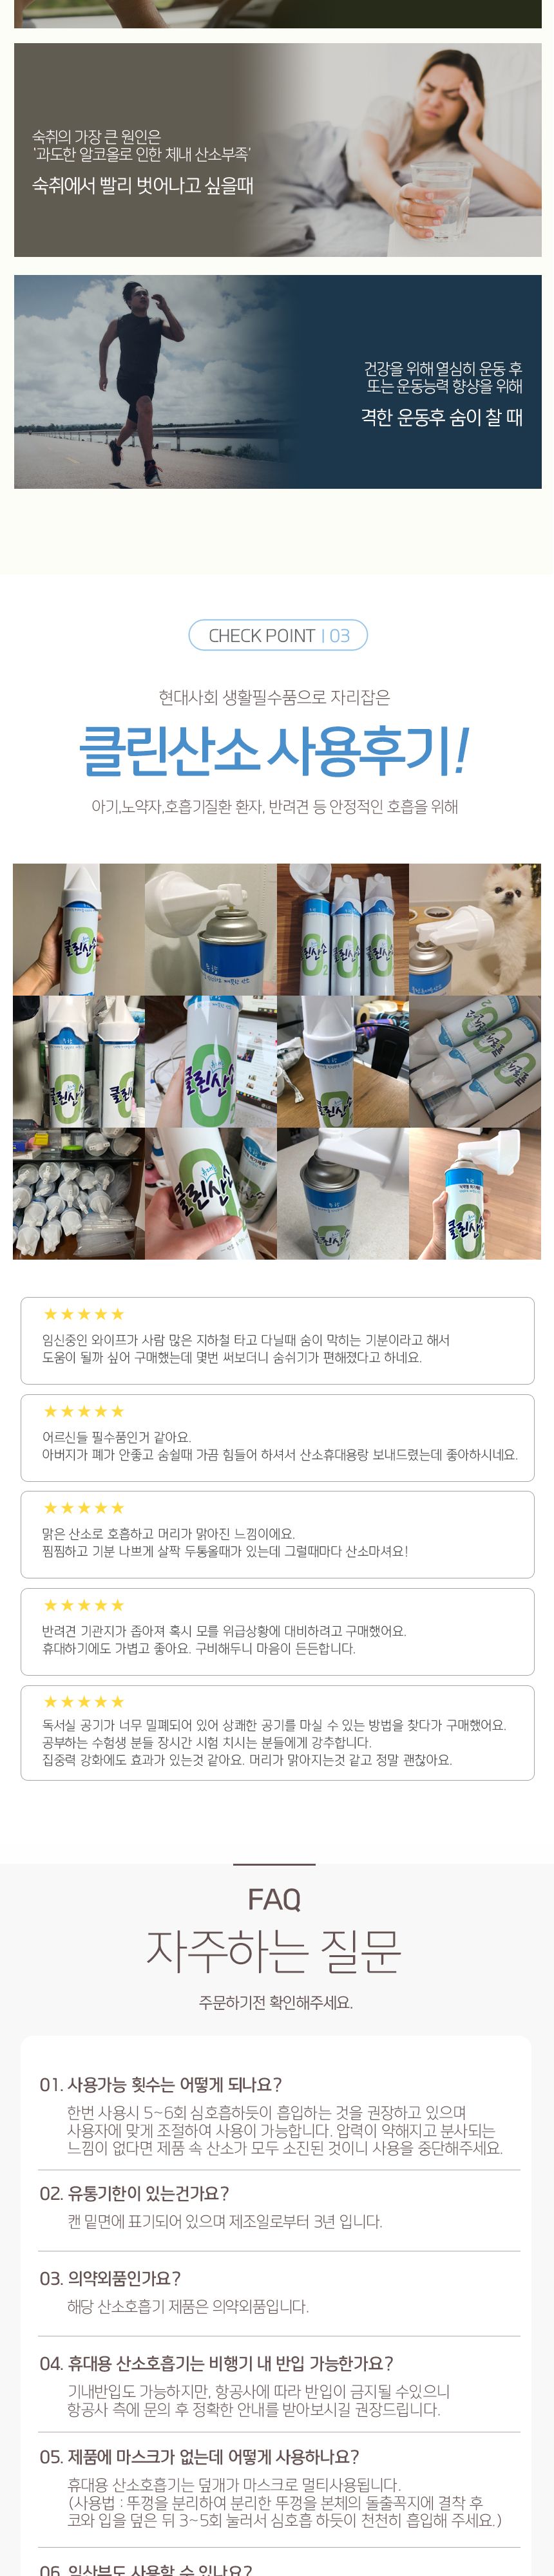 숙취의 가장 큰 원인은
'과도한 알코올로 인한 체내 산소부족'
숙취에서 빨리 벗어나고 싶을때
건강을 위해 열심히 운동 후
또는 운동능력 향상을 위해
격한 운동후 숨이 찰 때
CHECK POINT | 03
현대사회 생활필수품으로 자리잡은
클린산소 사용후기!
아기,노약자,호흡기질환 환자, 반려견 등 안정적인 호흡을 위해
클린산소
O2
★★★★★
임신중인 와이프가 사람 많은 지하철 타고 다닐때 숨이 막히는 기분이라고 해서
도움이 될까 싶어 구매했는데 몇번 써보더니 숨쉬기가 편해졌다고 하네요.
★★★★★
어르신들 필수품인거 같아요.
아버지가 폐가 안좋고 숨쉴때 가끔 힘들어 하셔서 산소휴대용랑 보내드렸는데 좋아하시네요.
★★★★★
맑은 산소로 호흡하고 머리가 맑아진 느낌이에요.
찜찜하고 기분 나쁘게 살짝 두통올때가 있는데 그럴때마다 산소마셔요!
★★★★★
반려견 기관지가 좁아져 혹시 모를 위급상황에 대비하려고 구매했어요.
휴대하기에도 가볍고 좋아요. 구비해두니 마음이 든든합니다.
★★★★★
독서실 공기가 너무 밀폐되어 있어 상쾌한 공기를 마실 수 있는 방법을 찾다가 구매했어요.
공부하는 수험생 분들 장시간 시험 치시는 분들에게 강추합니다.
집중력 강화에도 효과가 있는것 같아요. 머리가 맑아지는것 같고 정말 괜찮아요.
FAQ
자주하는 질문
주문하기전 확인해주세요.
01. 사용가능 횟수는 어떻게 되나요?
한번 사용시 5~6회 심호흡하듯이 흡입하는 것을 권장하고 있으며
사용자에 맞게 조절하여 사용이 가능합니다. 압력이 약해지고 분사되는
느낌이 없다면 제품 속 산소가 모두 소진된 것이니 사용을 중단해주세요.
02. 유통기한이 있는건가요?
캔 밑면에 표기되어 있으며 제조일로부터 3년 입니다.
03. 의약외품인가요?
해당 산소호흡기 제품은 의약외품입니다.
04. 휴대용 산소호흡기는 비행기 내 반입 가능한가요?
기내반입도 가능하지만, 항공사에 따라 반입이 금지될 수있으니
항공사 측에 문의 후 정확한 안내를 받아보시길 권장드립니다.
05. 제품에 마스크가 없는데 어떻게 사용하나요?
휴대용 산소호흡기는 덮개가 마스크로 멀티사용됩니다.
(사용법 : 뚜껑을 분리하여 분리한 뚜껑을 본체의 돌출꼭지에 결착 후
코와 입을 덮은 뒤 3~5회 눌러서 심호흡 하듯이 천천히 흡입해 주세요.)
06. 임산부도 사용할 수 있나요?